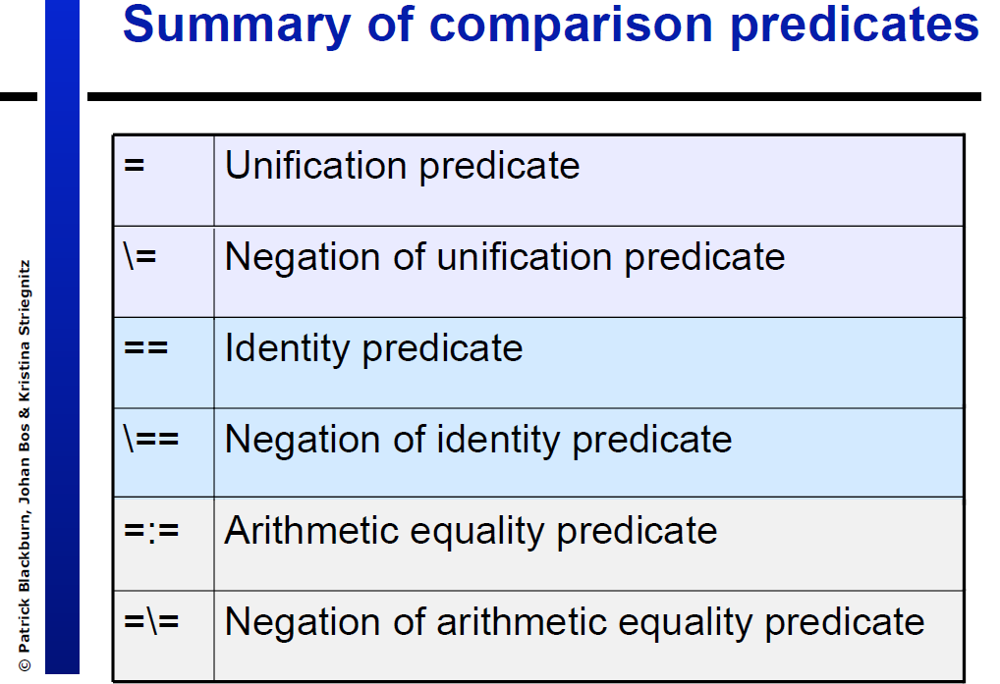 Summary of comparison predicates
= Unification predicate
\= Negation of unification predicate
== Identity predicate
\== Negation of identity predicate
=:= Arithmetic equality predicate
=\= Negation of arithmetic equality predicate
© Patrick Blackburn, Johan Bos & Kristina Striegnitz